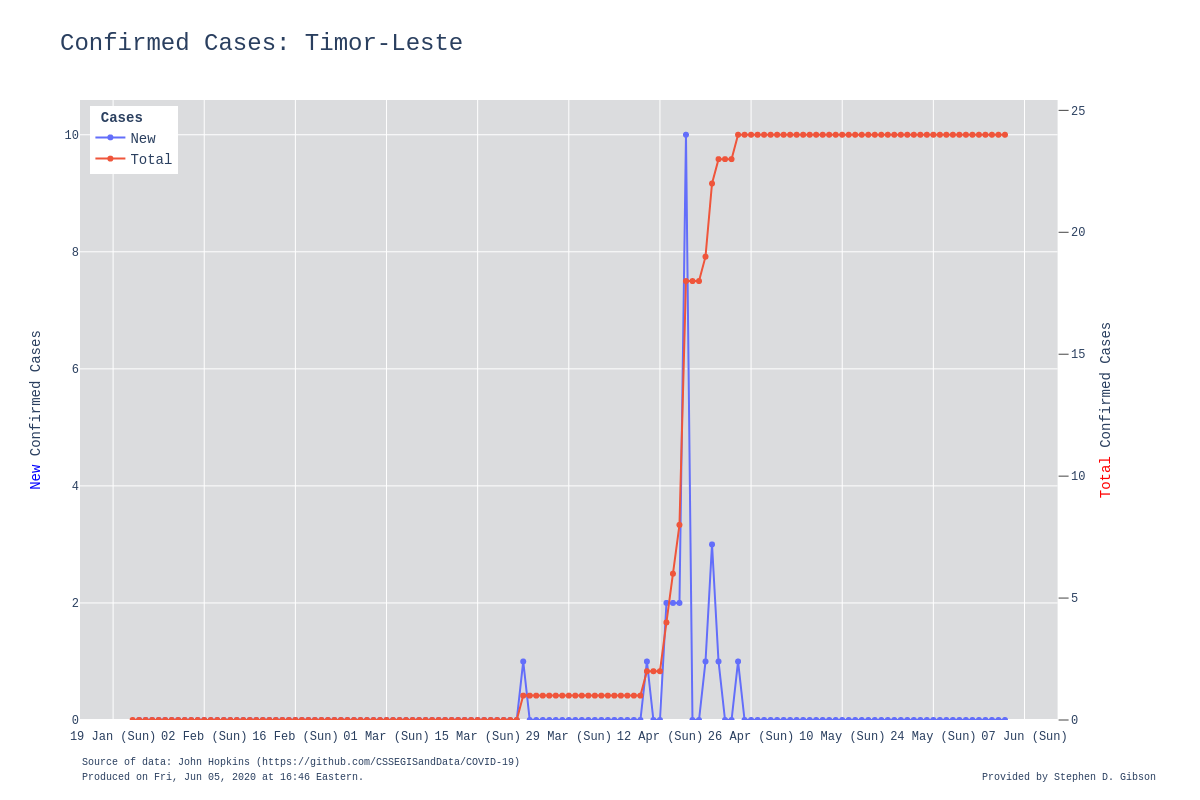 Confirmed Cases: Timor-Leste
Cases
New
Total
10
8
6
4
2
0
25
20
15
10
5
0
New Confirmed Cases
Total Confirmed Cases
19 Jan (Sun) 02 Feb (Sun) 16 Feb (Sun) 01 Mar (Sun) 15 Mar (Sun) 29 Mar (Sun) 12 Apr (Sun) 26 Apr (Sun) 10 May (Sun) 24 May (Sun) 07 Jun (Sun)
Source of data: John Hopkins (https://github.com/CSSEGISandData/COVID-19)
Produced on Fri, Jun 05, 2020 at 16:46 Eastern.
Provided by Stephen D. Gibson